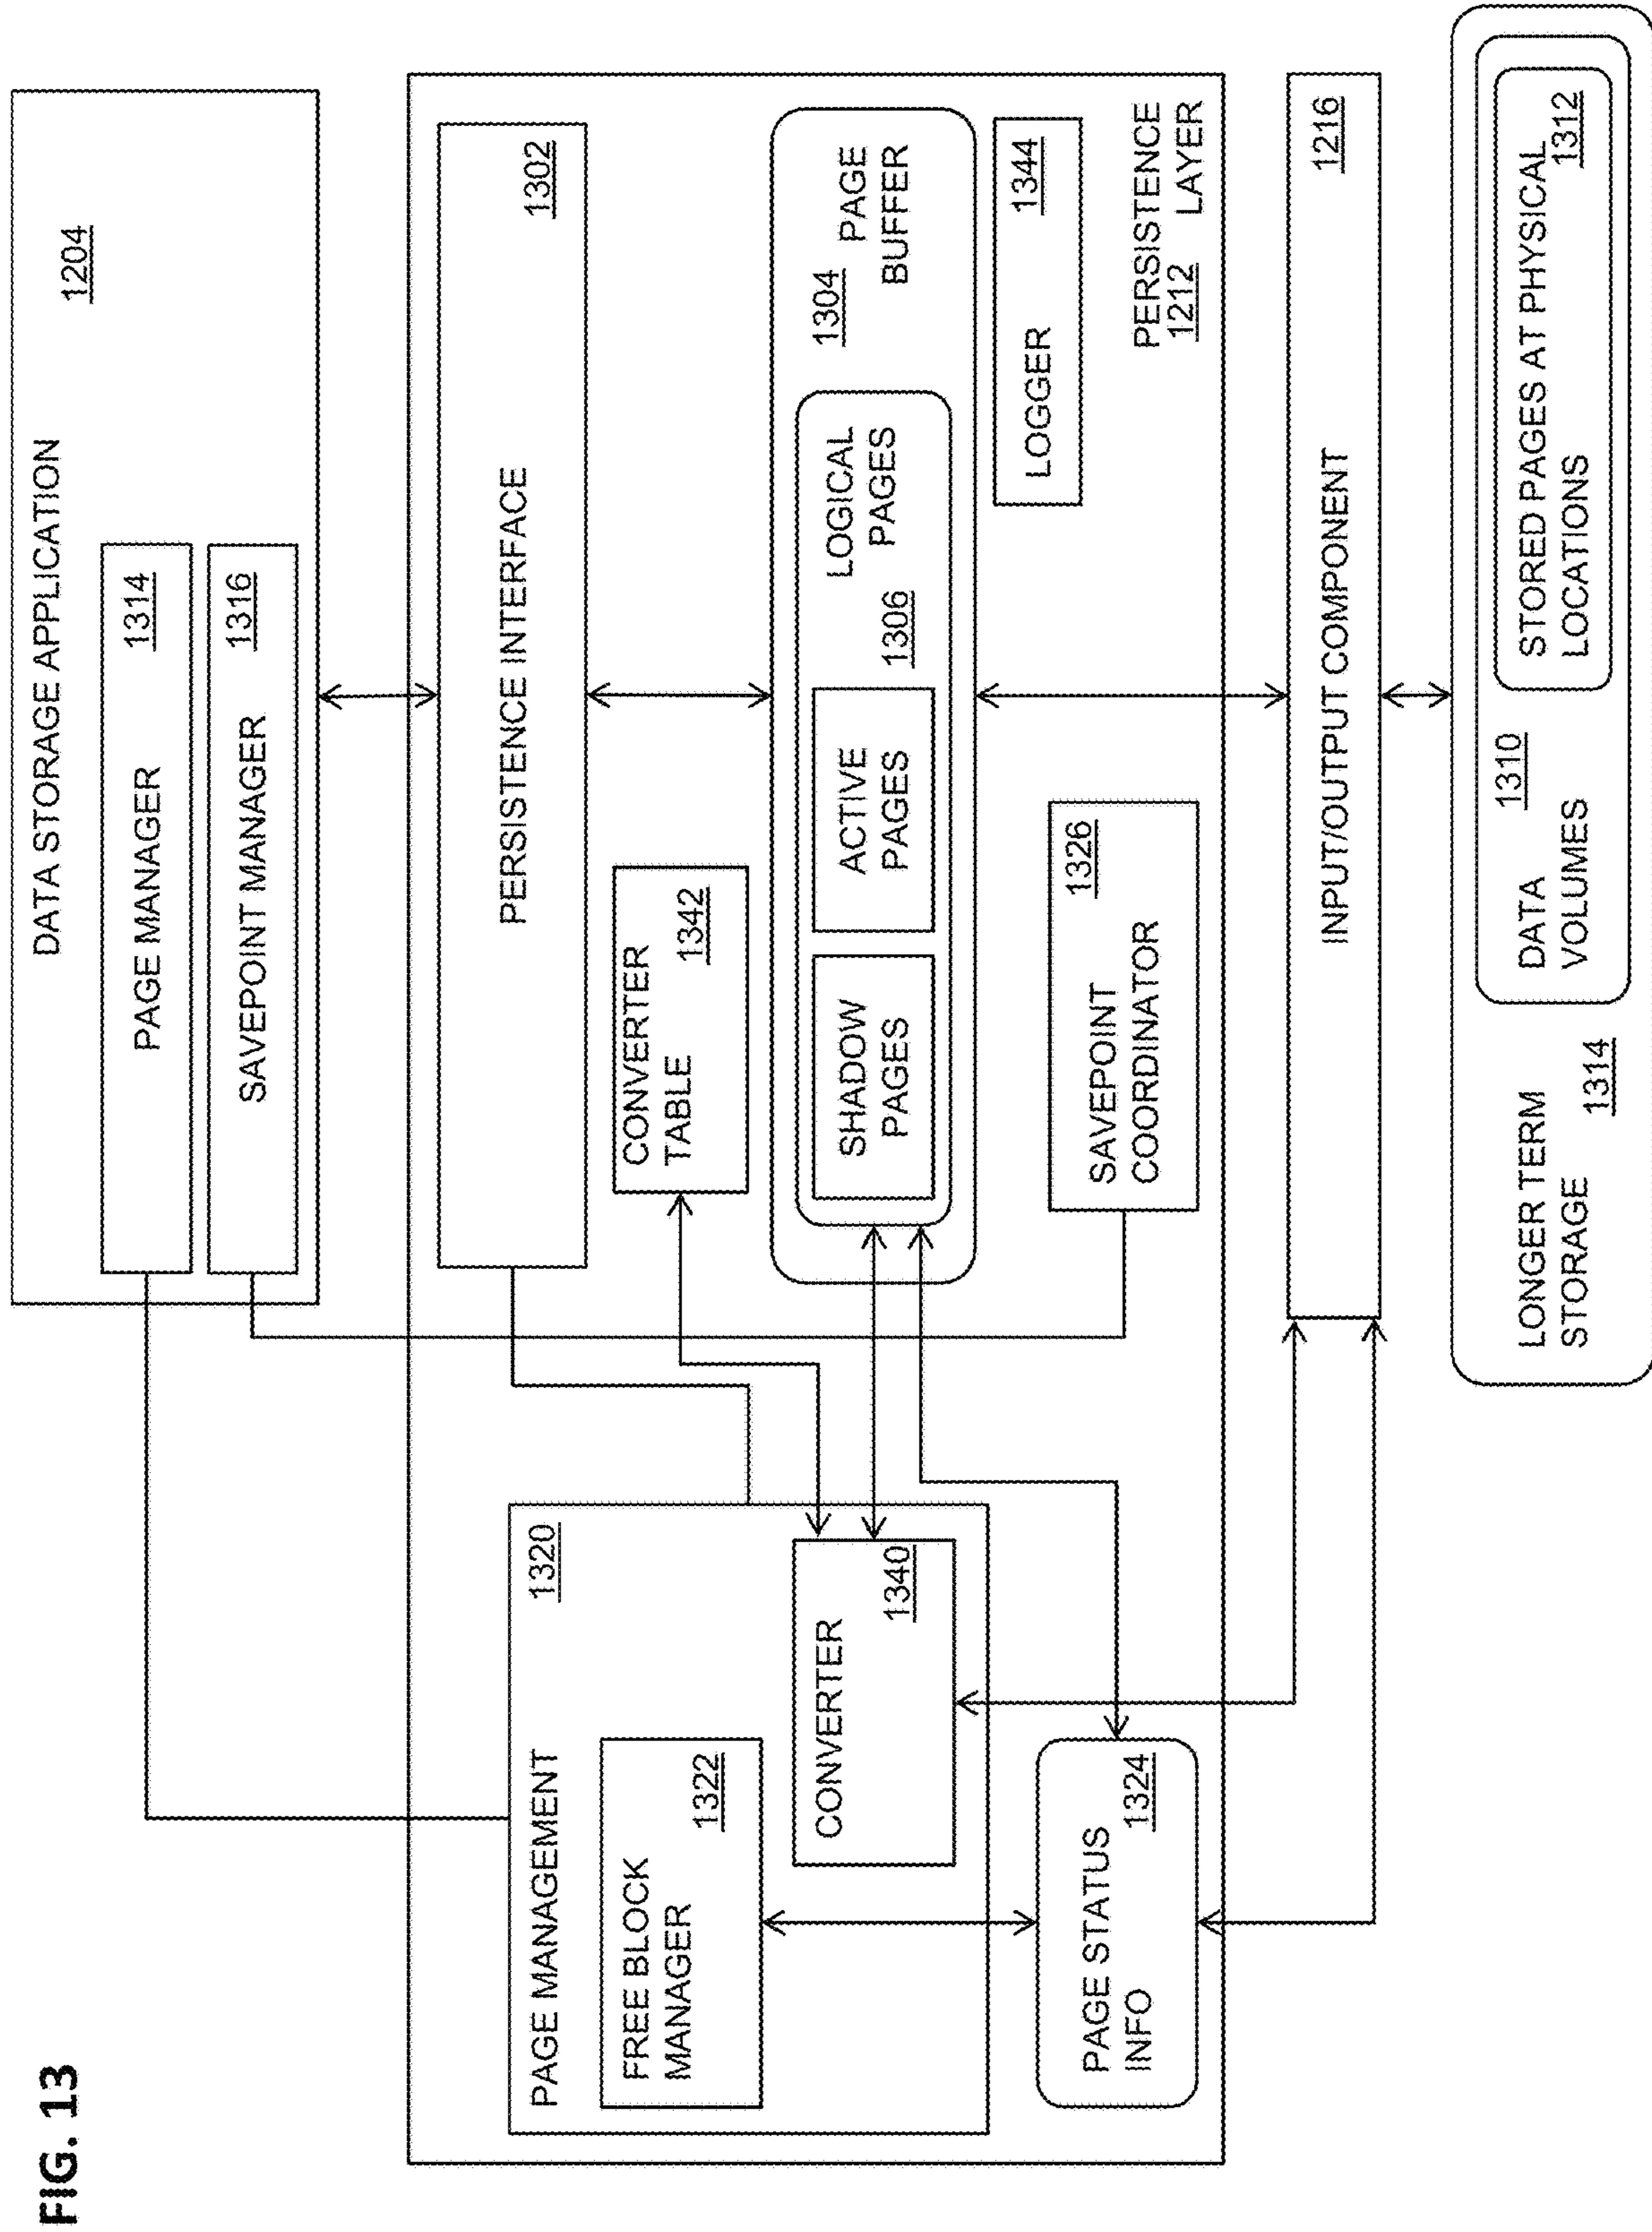 FIG. 13
DATA STORAGE APPLICATION
1204
PAGE MANAGER
1314
SAVEPOINT MANAGER
1316
PERSISTENCE INTERFACE
1302
PAGE MANAGEMENT
1320
FREE BLOCK
MANAGER
1322
CONVERTER
1340
CONVERTER
TABLE
1342
SHADOW
PAGES
ACTIVE
PAGES
LOGICAL
PAGES
1306
1304
PAGE
BUFFER
PAGE STATUS
INFO
1324
SAVEPOINT
COORDINATOR
1326
LOGGER
1344
PERSISTENCE
1212 LAYER
INPUT/OUTPUT COMPONENT
1216
LONGER TERM
STORAGE
1314
DATA
VOLUMES
1310
STORED PAGES AT PHYSICAL
LOCATIONS
1312